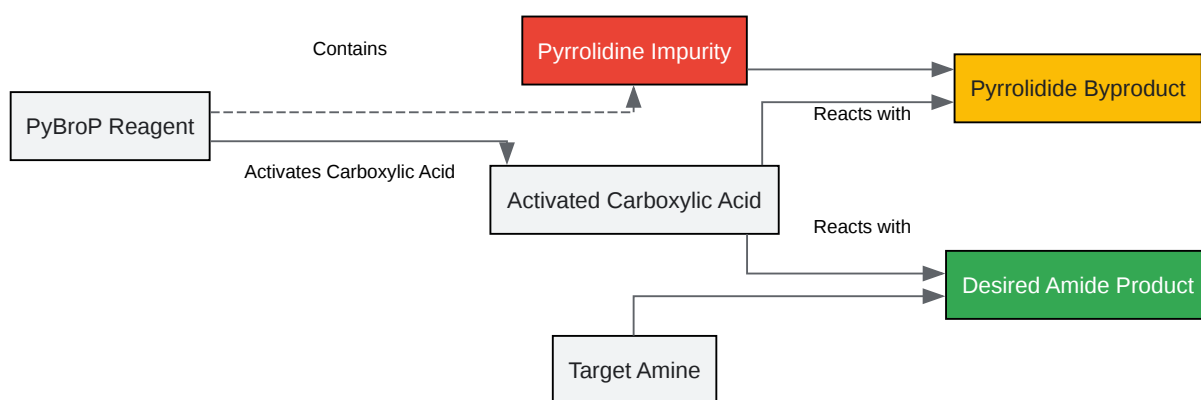 Contains
Pyrrolidine Impurity
Pyrrolidide Byproduct
PyBroP Reagent
Reacts with
Activates Carboxylic Acid
Activated Carboxylic Acid
Reacts with
Desired Amide Product
Target Amine